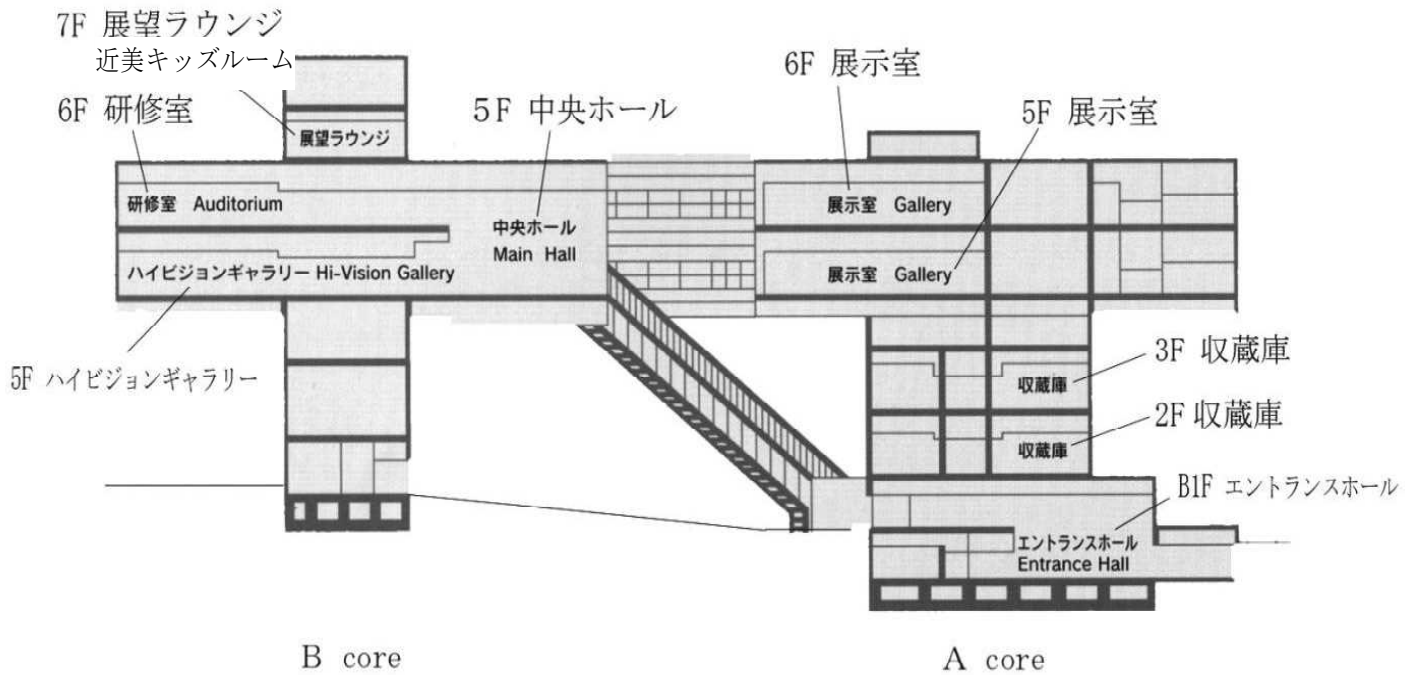 7F 展望ラウンジ
近美キッズルーム
6F 研修室
5F 中央ホール
6F 展示室
5F 展示室
展望ラウンジ
研修室 Auditorium
中央ホール
Main Hall
展示室 Gallery
ハイビジョンギャラリー Hi-Vision Gallery
展示室 Gallery
5F ハイビジョンギャラリー
3F 収蔵庫
収蔵庫
2F 収蔵庫
収蔵庫
B1F エントランスホール
エントランスホール
Entrance Hall
B core
A core